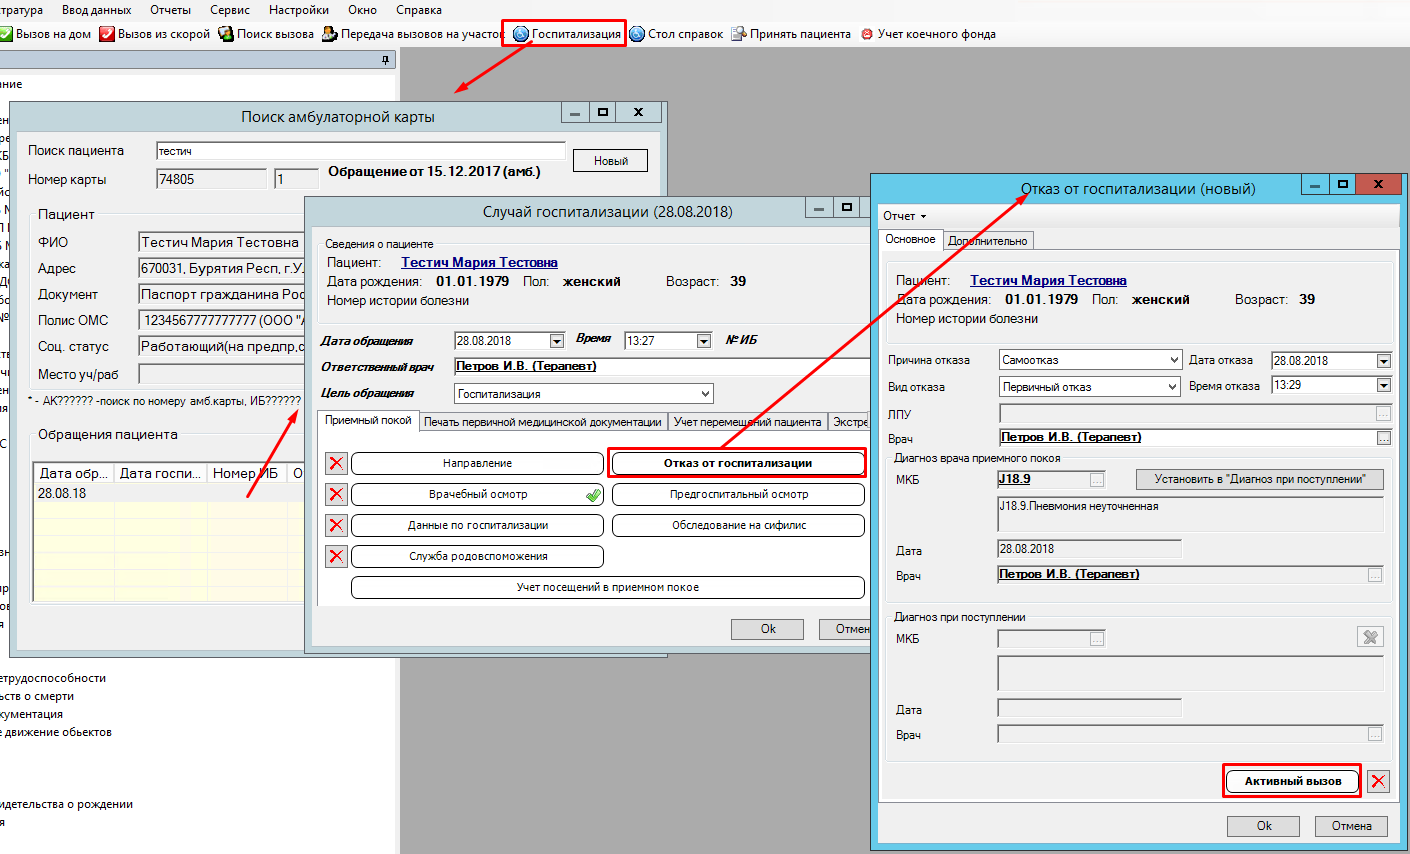 стратура Ввод данных Отчеты Сервис Настройки Окно Справка
Вызов на дом Вызов из скорой Поиск вызова Передача вызовов на участок Госпитализация Стол справок Принять пациента Учет коечного фонда
Поиск амбулаторной карты
Поиск пациента тестич Новый
Номер карты 74805 1 Обращение от 15.12.2017 (амб.)
Пациент
ФИО Тестич Мария Тестовна
Адрес 670031, Бурятия Респ, г.У.
Документ Паспорт гражданина Рос
Полис ОМС 1234567777777777 (ООО "А
Соц. статус Работающий(на предпр,о
Место уч/раб
* - АК?????? -поиск по номеру амб.карты, ИБ??????
Обращения пациента
Дата обр... Дата госпи... Номер ИБ О
28.08.18
Случай госпитализации (28.08.2018)
Сведения о пациенте
Пациент: Тестич Мария Тестовна
Дата рождения: 01.01.1979 Пол: женский Возраст: 39
Номер истории болезни
Дата обращения 28.08.2018 Время 13:27 № ИБ
Ответственный врач Петров И.В. (Терапевт)
Цель обращения Госпитализация
Приемный покой Печать первичной медицинской документации Учет перемещений пациента Экстре
Направление Отказ от госпитализации
Врачебный осмотр Предгоспитальный осмотр
Данные по госпитализации Обследование на сифилис
Служба родовспоможения
Учет посещений в приемном покое
Ok Отмен
Отказ от госпитализации (новый)
Отчет
Основное Дополнительно
Пациент: Тестич Мария Тестовна
Дата рождения: 01.01.1979 Пол: женский Возраст: 39
Номер истории болезни
Причина отказа Самоотказ Дата отказа 28.08.2018
Вид отказа Первичный отказ Время отказа 13:29
ЛПУ
Врач Петров И.В. (Терапевт)
Диагноз врача приемного покоя
МКБ J18.9 Установить в "Диагноз при поступлении"
J18.9.Пневмония неуточненная
Дата 28.08.2018
Врач Петров И.В. (Терапевт)
Диагноз при поступлении
МКБ
Дата
Врач
Активный вызов
Ok Отмена
етрудоспособности
ьств о смерти
кументация
е движение обьектов
идетельства о рождении